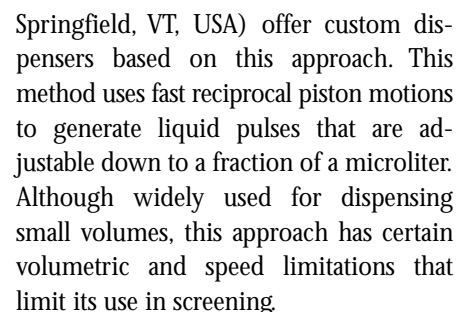 Springfield, VT, USA) offer custom dis-
pensers based on this approach. This
method uses fast reciprocal piston motions
to generate liquid pulses that are ad-
justable down to a fraction of a microliter.
Although widely used for dispensing
small volumes, this approach has certain
volumetric and speed limitations that
limit its use in screening.